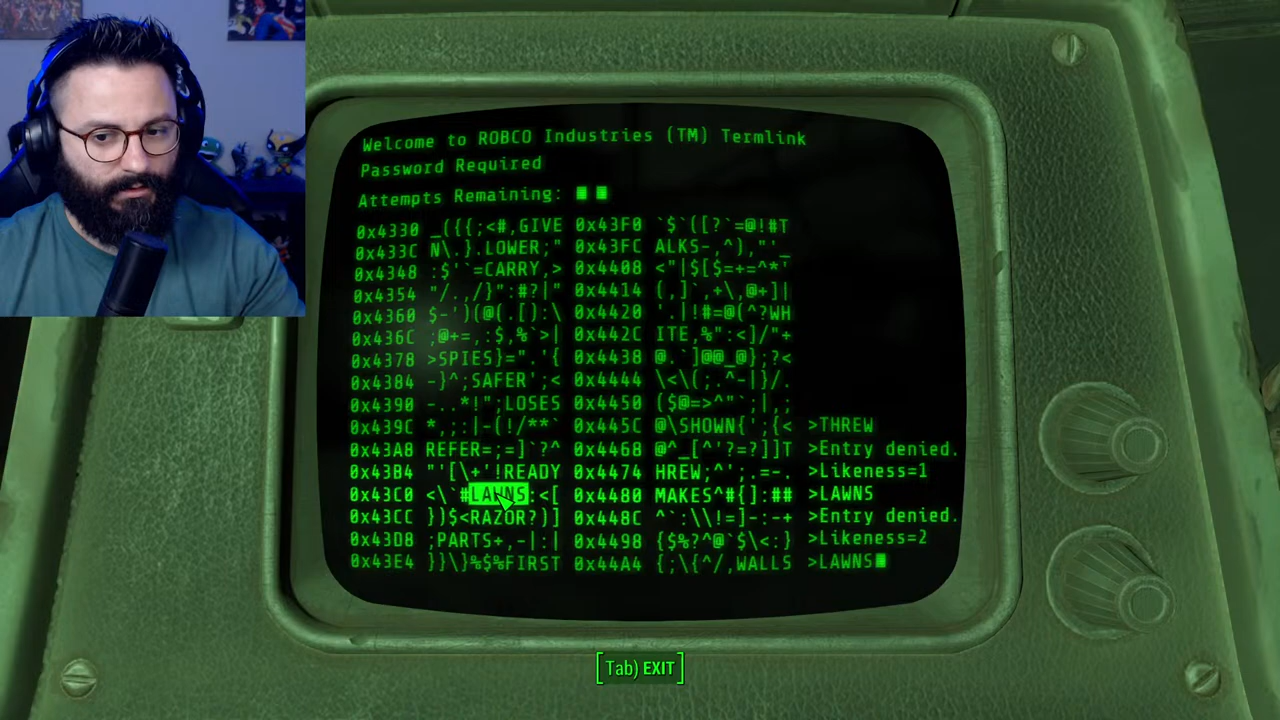 Welcome to ROBCO Industries (TM) Termlink
Password Required
Attempts Remaining: ■ ■
0x4330 _({{;<#,GIVE 0x43F0 `$`([?`=@!#T
0x433C N\.}.LOWER;" 0x43FC ALKS-,^),"'_
0x4348 :$'`=CARRY,> 0x4408 <"|$[$=+=^*'
0x4354 "/.,/}":#?|" 0x4414 (,]`,+\,@+]|
0x4360 $-')(@(.[]:\ 0x4420 '.|!#=@(^?WH
0x436C ;@+=,:$,%`>| 0x442C ITE,%":<]/"+
0x4378 >SPIES}=".'{ 0x4438 @.`]@@_@};?<
0x4384 -}^;SAFER';< 0x4444 \<\(;.^-|}/.
0x4390 -..*!";LOSES 0x4450 ($@=>^"`;|,;
0x439C *,;:|-(!/**` 0x445C @\SHOWN{';{< >THREW
0x43A8 REFER=;=]`?^ 0x4468 @^_[^'?=?]]T >Entry denied.
0x43B4 "'[\+'!READY 0x4474 HREW;^';.=-. >Likeness=1
0x43C0 <\`#LAWNS:<[ 0x4480 MAKES^#{]:## >LAWNS
0x43CC })$<RAZOR?)] 0x448C ^`:\\!=]-:-+ >Entry denied.
0x43D8 ;PARTS+,-|:| 0x4498 {$%?^@`$\<:} >Likeness=2
0x43E4 }}\}%$%FIRST 0x44A4 {;\{^/,WALLS >LAWNS■
[Tab) EXIT]